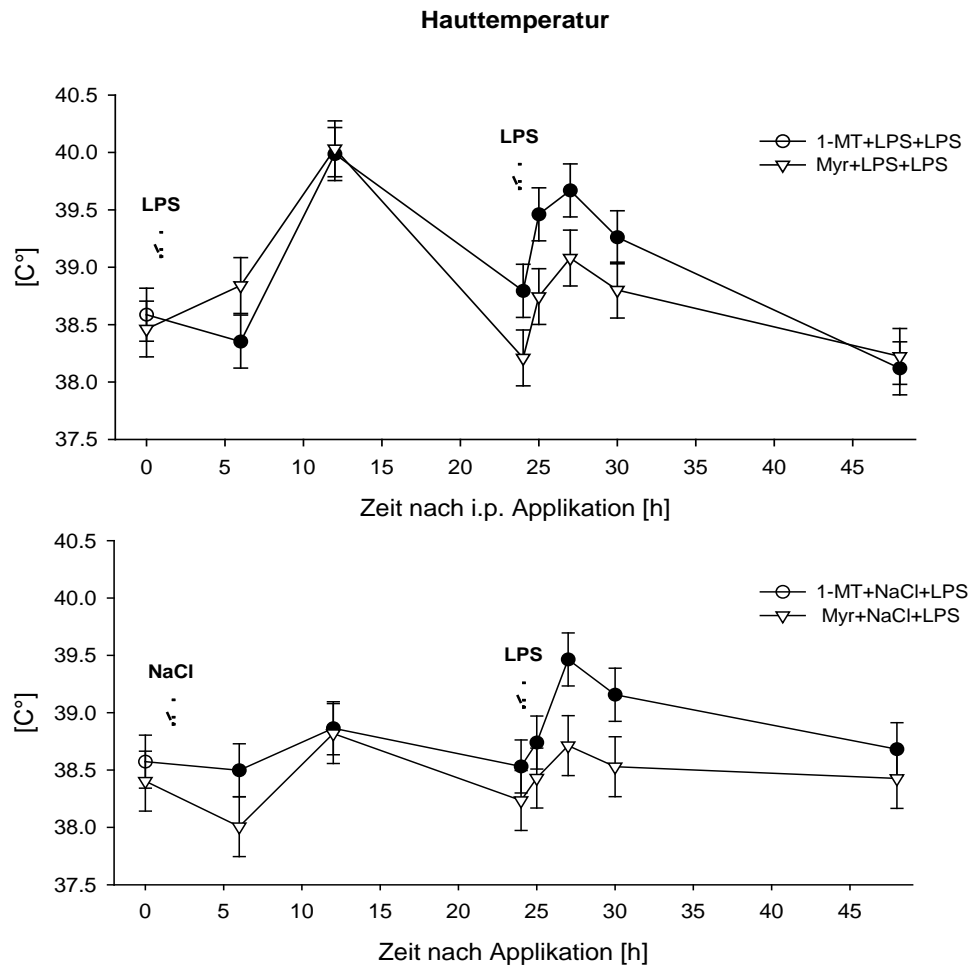 Hauttemperatur
40.5
40.0
39.5
39.0
38.5
38.0
37.5
[C°]
LPS
LPS
1-MT+LPS+LPS
Myr+LPS+LPS
0 5 10 15 20 25 30 35 40 45
Zeit nach i.p. Applikation [h]
40.5
40.0
39.5
39.0
38.5
38.0
37.5
[C°]
NaCl
LPS
1-MT+NaCl+LPS
Myr+NaCl+LPS
0 5 10 15 20 25 30 35 40 45
Zeit nach Applikation [h]